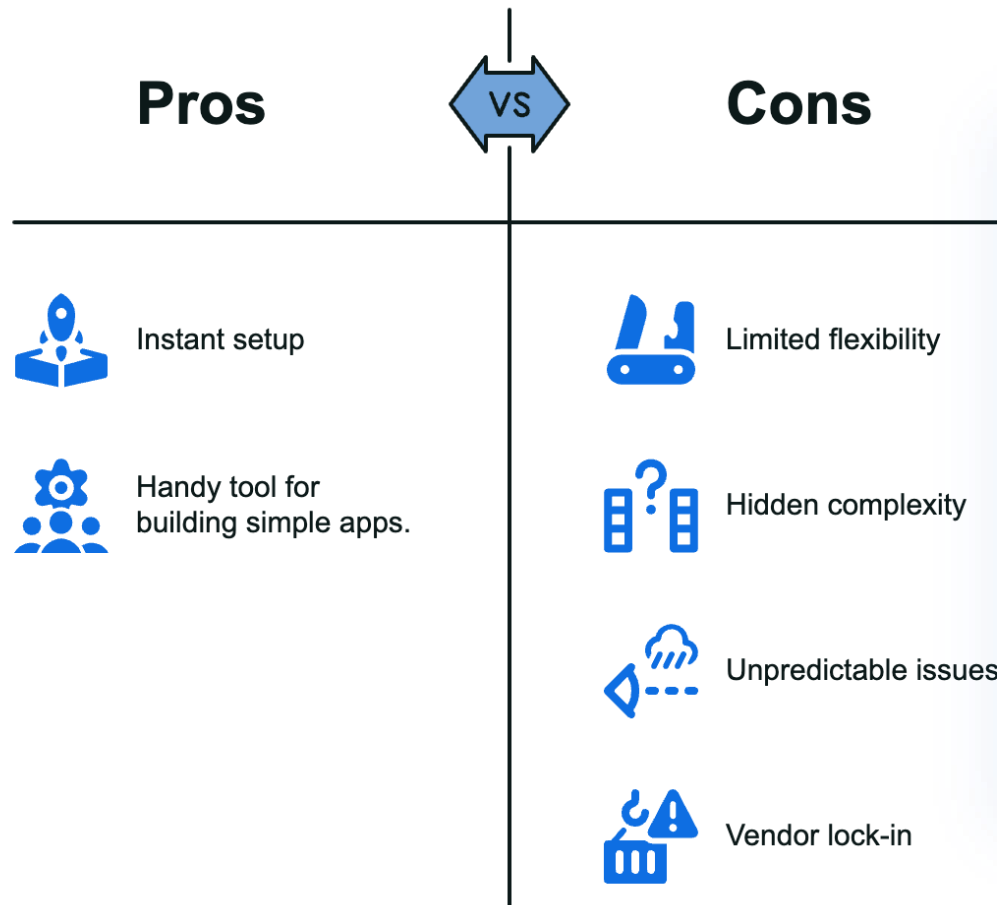 Pros
VS
Cons
Instant setup
Handy tool for
building simple apps.
Limited flexibility
Hidden complexity
Unpredictable issues
Vendor lock-in